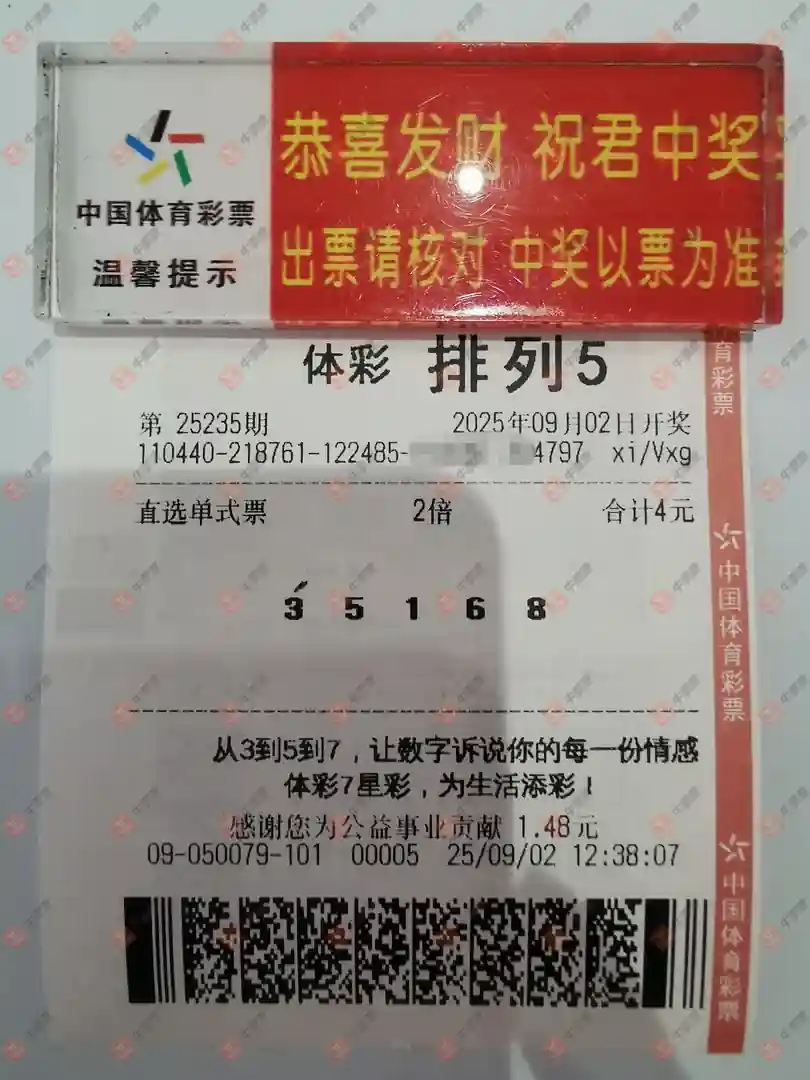 中国体育彩票
温馨提示
恭喜发财 祝君中奖
出票请核对 中奖以票为准
体彩 排列5
第 25235期 2025年09月02日开奖
110440-218761-122485- 4797 xi/Vxg
直选单式票 2倍 合计4元
3 5 1 6 8
从3到5到7，让数字诉说你的每一份情感
体彩7星彩，为生活添彩！
感谢您为公益事业贡献 1.48元
09-050079-101 00005 25/09/02 12:38:07
育彩票
中国体育彩票
中国体育彩票